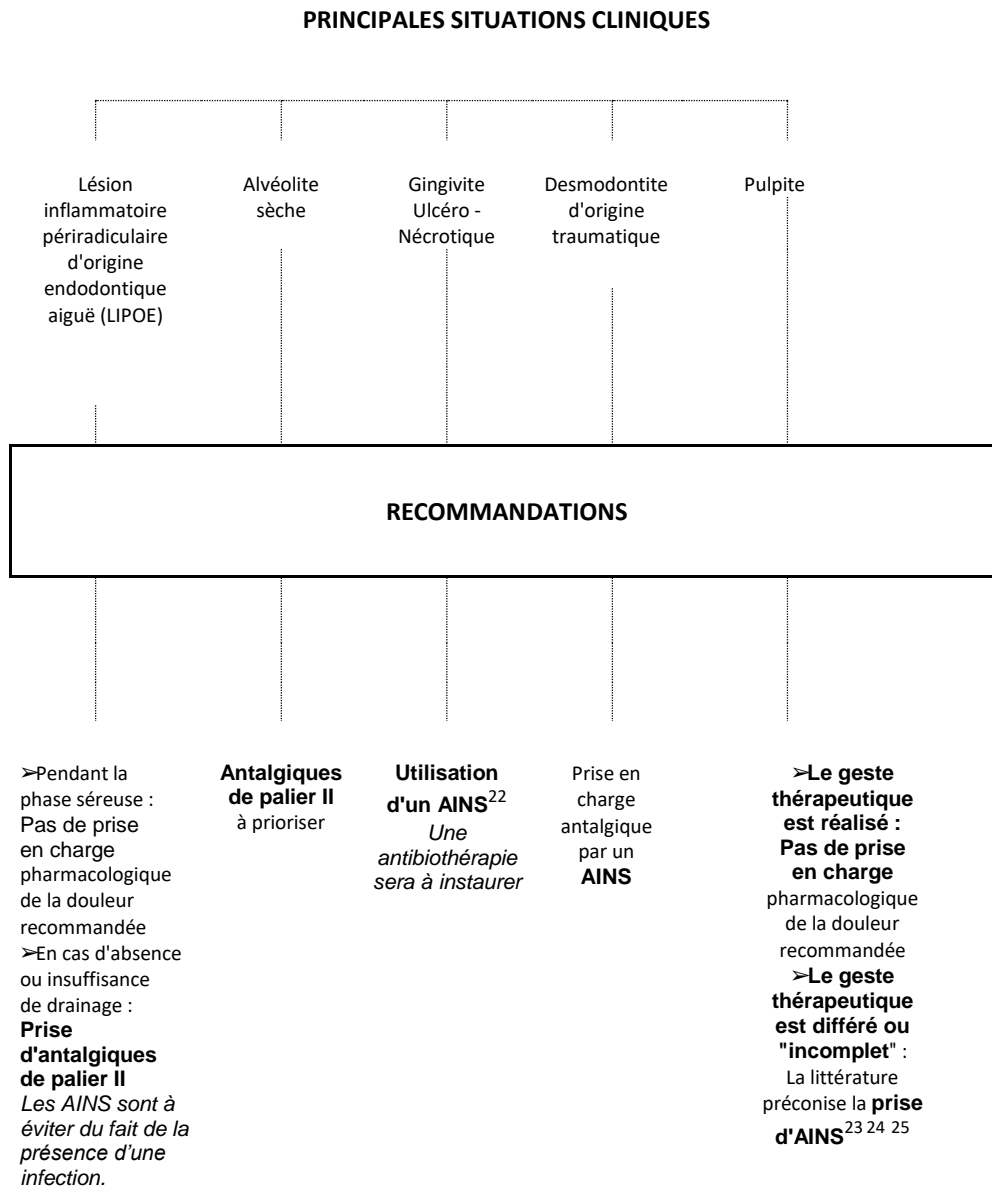 PRINCIPALES SITUATIONS CLINIQUES
Lésion
inflammatoire
périradiculaire
d'origine
endodontique
aiguë (LIPOE)
Alvéolite
sèche
Gingivite
Ulcéro -
Nécrotique
Desmodontite
d'origine
traumatique
Pulpite
RECOMMANDATIONS
➢Pendant la
phase séreuse :
Pas de prise
en charge
pharmacologique
de la douleur
recommandée
➢En cas d'absence
ou insuffisance
de drainage :
Prise
d'antalgiques
de palier II
Les AINS sont à
éviter du fait de la
présence d’une
infection.
Antalgiques
de palier II
à prioriser
Utilisation
d'un AINS22
Une
antibiothérapie
sera à instaurer
Prise en
charge
antalgique
par un
AINS
➢Le geste
thérapeutique
est réalisé :
Pas de prise
en charge
pharmacologique
de la douleur
recommandée
➢Le geste
thérapeutique
est différé ou
"incomplet" :
La littérature
préconise la prise
d'AINS23 24 25